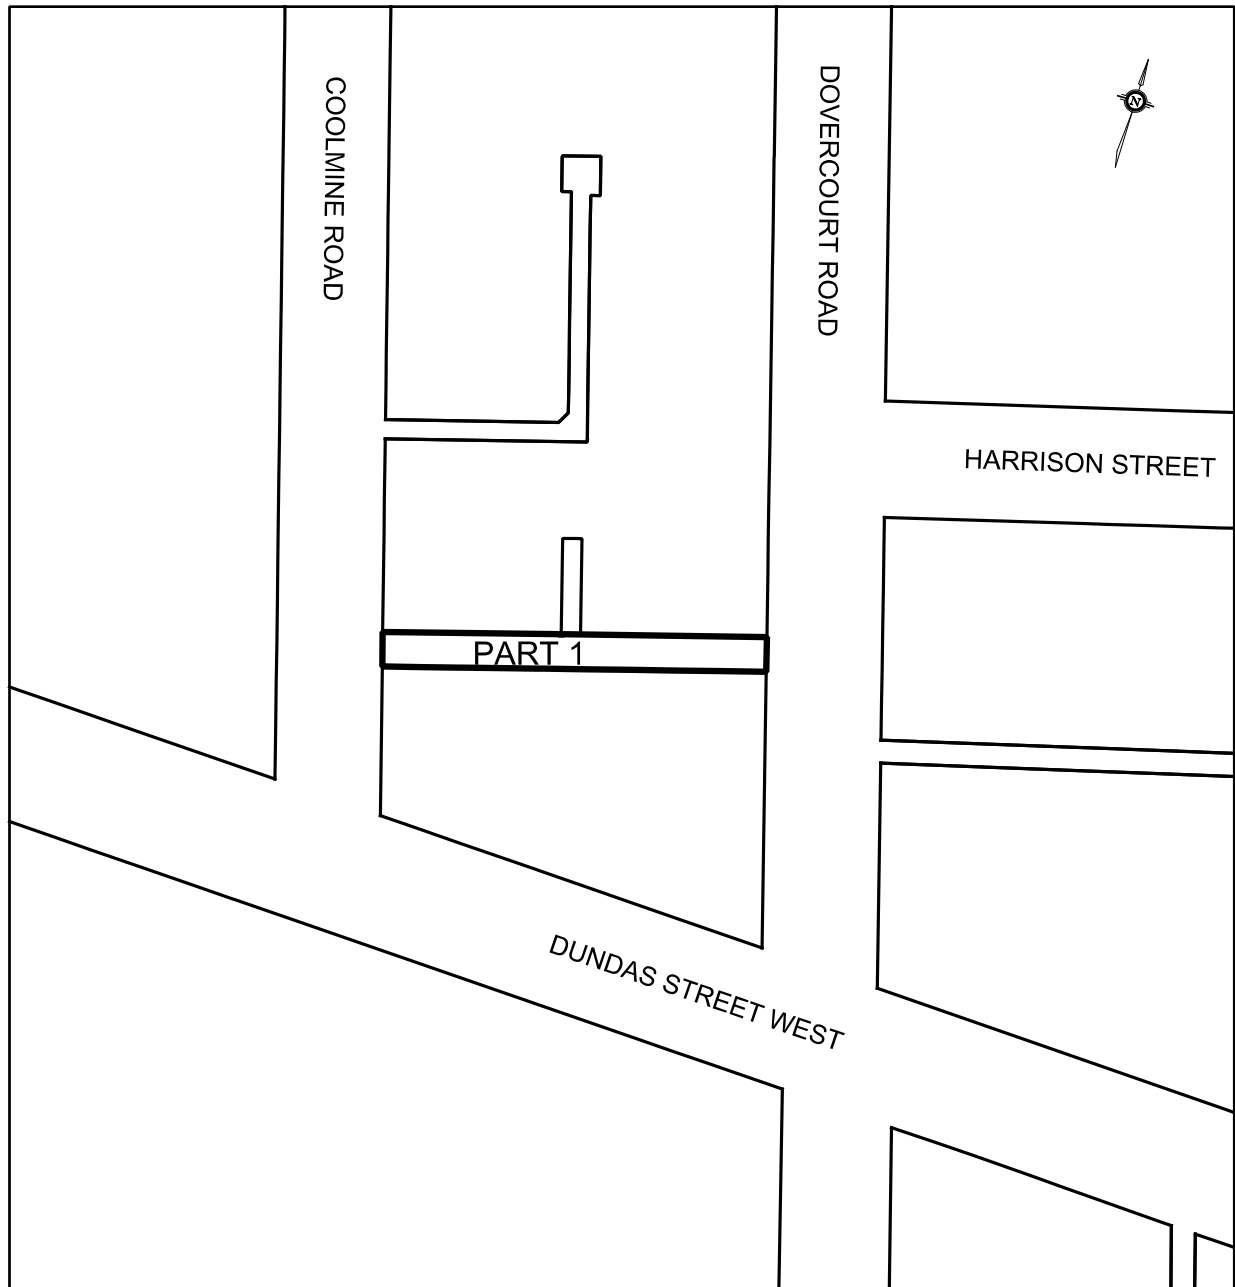 COOLMINE ROAD
DOVERCOURT ROAD
N
HARRISON STREET
PART 1
DUNDAS STREET WEST